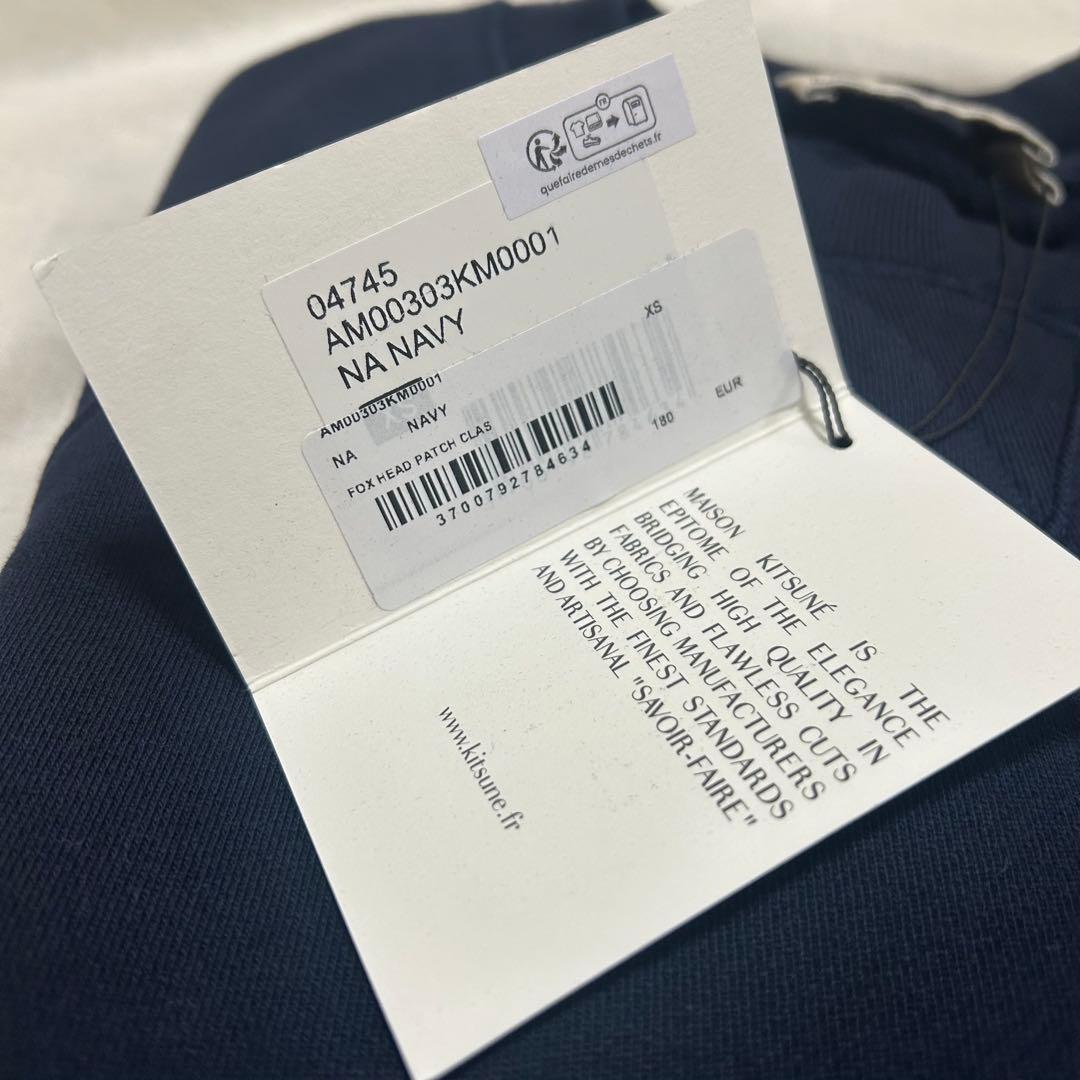 FR
quefairedemesdechets.fr
04745
AM00303KM0001
NA NAVY
XS
AM00303KM0001
NA NAVY
FOX HEAD PATCH CLAS
3700792784634
180 EUR
MAISON KITSUNÉ IS THE
EPITOME OF THE ELEGANCE
BRIDGING HIGH QUALITY IN
FABRICS AND FLAWLESS CUTS
BY CHOOSING MANUFACTURERS
WITH THE FINEST STANDARDS
AND ARTISANAL "SAVOIR-FAIRE"
www.kitsune.fr